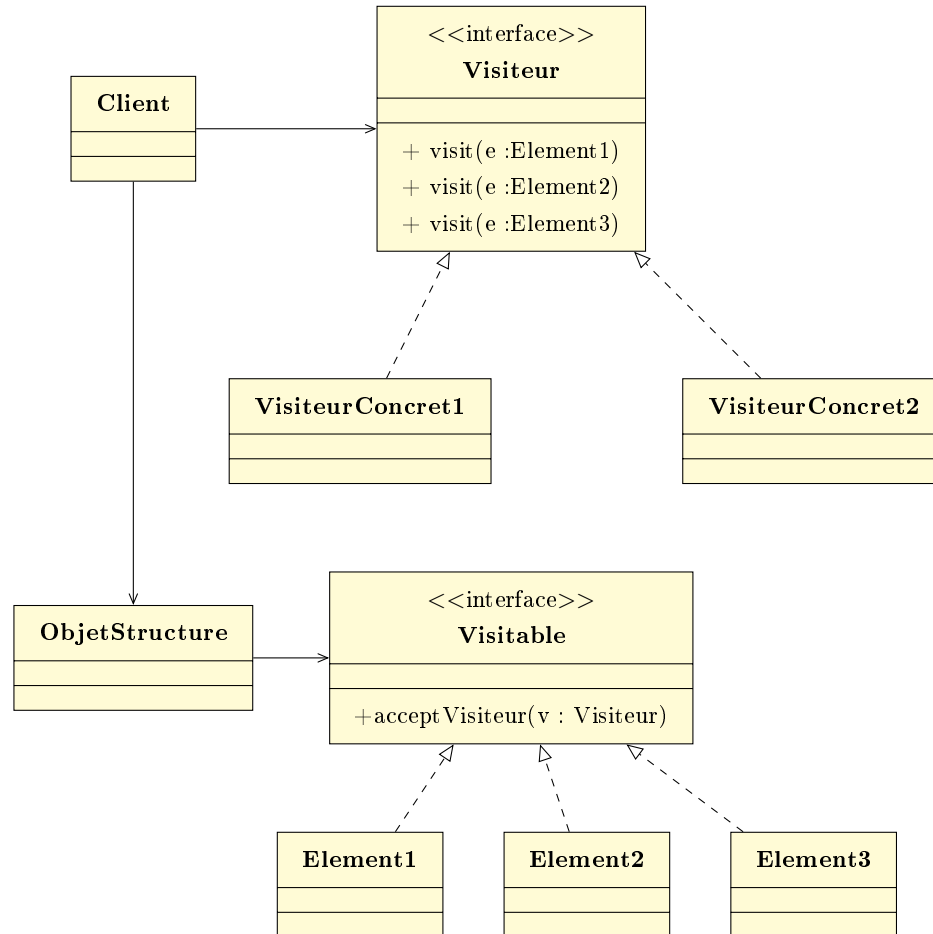 <<interface>>
Visiteur
Client
+ visit(e :Element1)
+ visit(e :Element2)
+ visit(e :Element3)
VisiteurConcret1
VisiteurConcret2
<<interface>>
Visitable
ObjetStructure
+acceptVisiteur(v : Visiteur)
Element1
Element2
Element3